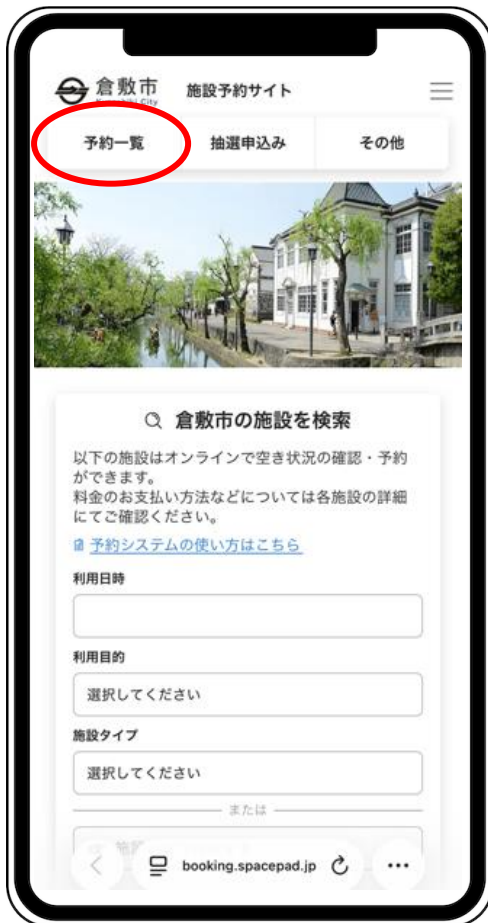 倉敷市 施設予約サイト
Kurashiki City
予約一覧 抽選申込み その他
倉敷市の施設を検索
以下の施設はオンラインで空き状況の確認・予約
ができます。
料金のお支払い方法などについては各施設の詳細
にてご確認ください。
予約システムの使い方はこちら
利用日時
利用目的
選択してください
施設タイプ
選択してください
または
booking.spacepad.jp